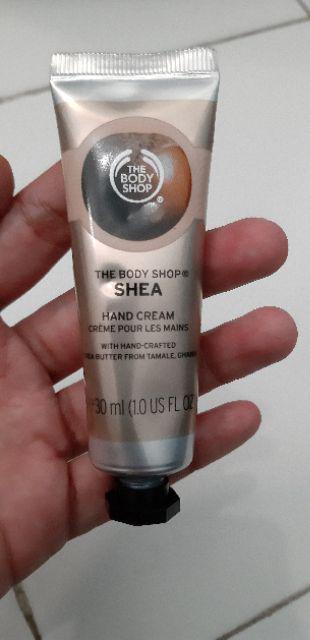 THE
BODY
SHOP
THE BODY SHOP®
SHEA
HAND CREAM
CRÈME POUR LES MAINS
WITH HAND-CRAFTED
BUTTER FROM TAMALE, GHANA
30 ml (1.0 US FL OZ